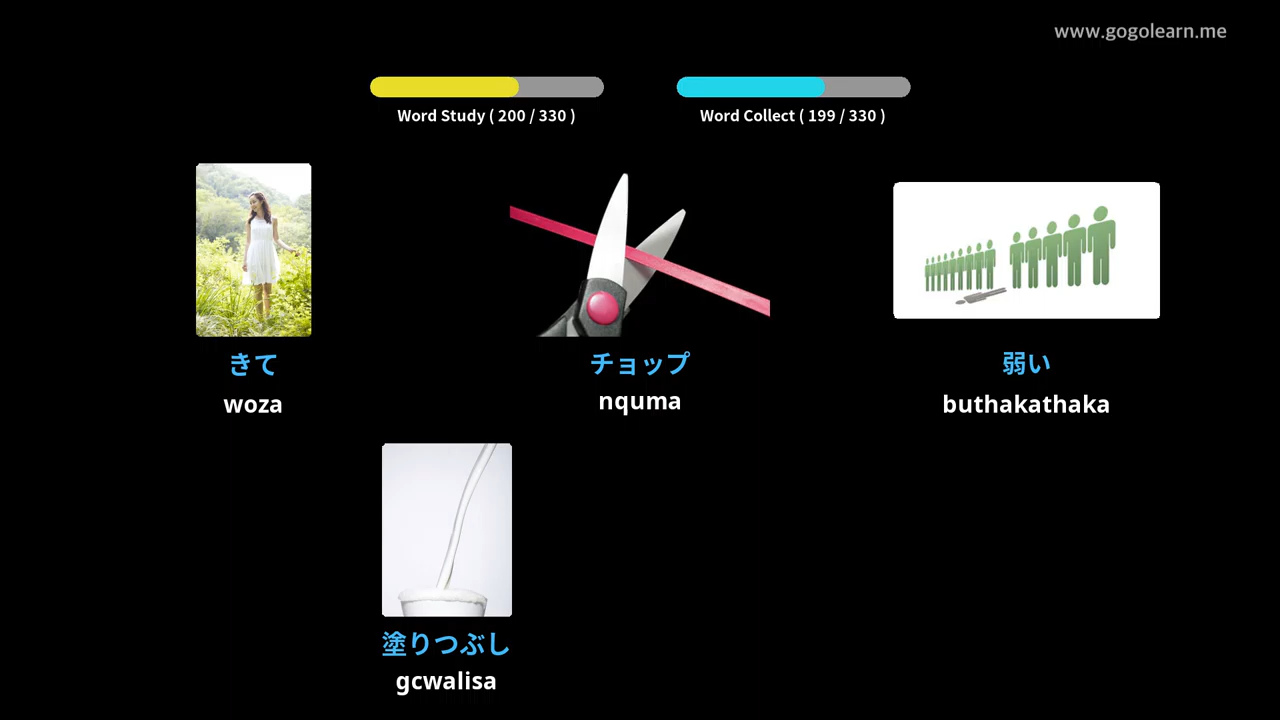 www.gogolearn.me
Word Study ( 200 / 330 )
Word Collect ( 199 / 330 )
きて
woza
チョップ
nquma
弱い
buthakathaka
塗りつぶし
gcwalisa